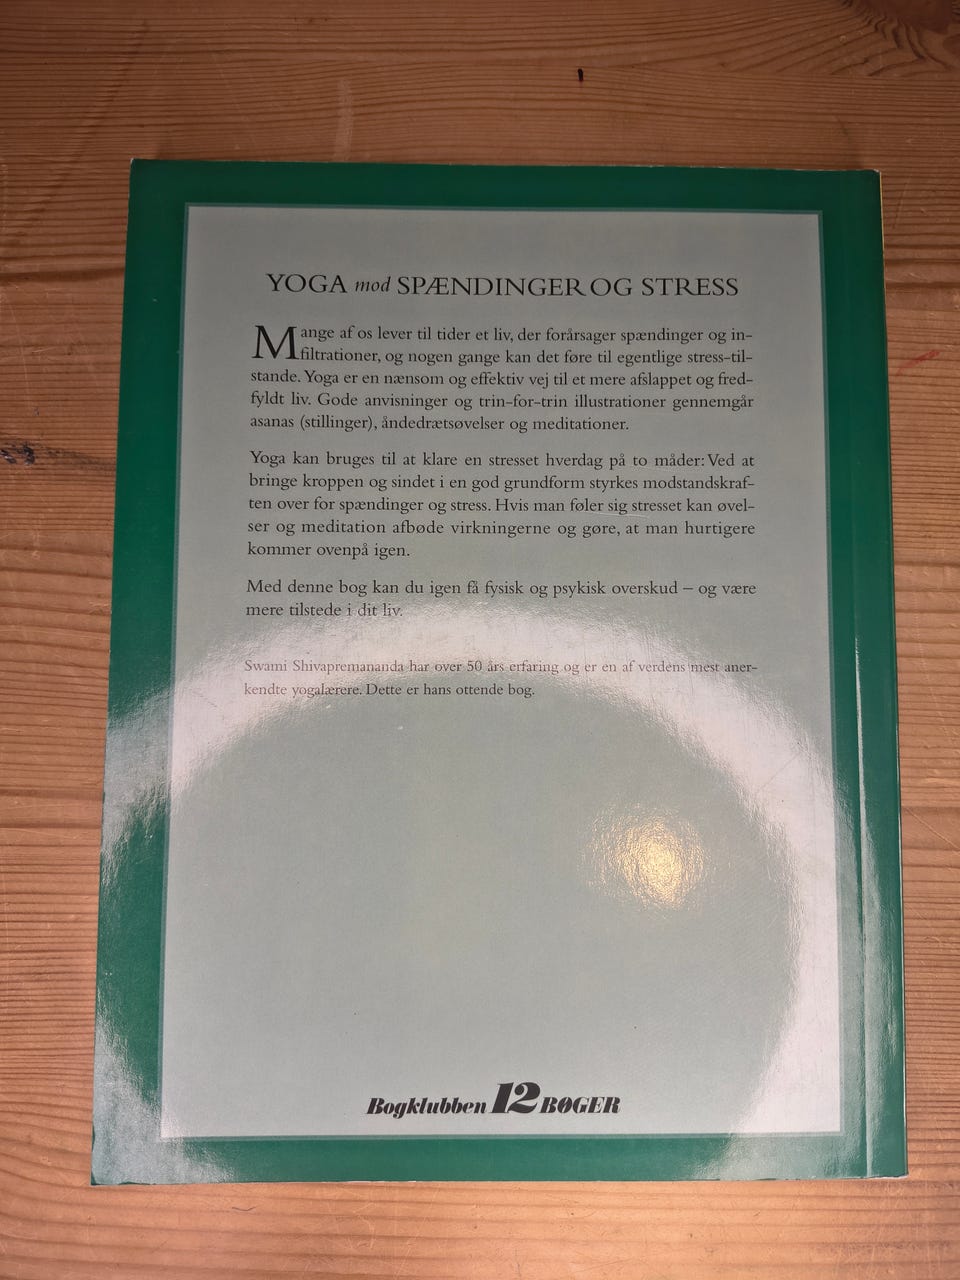 YOGA mod SPÆNDINGER OG STRESS
Mange af os lever til tider et liv, der forårsager spændinger og in-
filtrationer, og nogen gange kan det føre til egentlige stress-til-
stande. Yoga er en nænsom og effektiv vej til et mere afslappet og fred-
fyldt liv. Gode anvisninger og trin-for-trin illustrationer gennemgår
asanas (stillinger), åndedrætsøvelser og meditationer.
Yoga kan bruges til at klare en stresset hverdag på to måder: Ved at
bringe kroppen og sindet i en god grundform styrkes modstandskraf-
ten over for spændinger og stress. Hvis man føler sig stresset kan øvel-
ser og meditation afbøde virkningerne og gøre, at man hurtigere
kommer ovenpå igen.
Med denne bog kan du igen få fysisk og psykisk overskud – og være
mere tilstede i dit liv.
Swami Shivapremananda har over 50 års erfaring og er en af verdens mest aner-
kendte yogalærere. Dette er hans ottende bog.
Bogklubben 12 BØGER